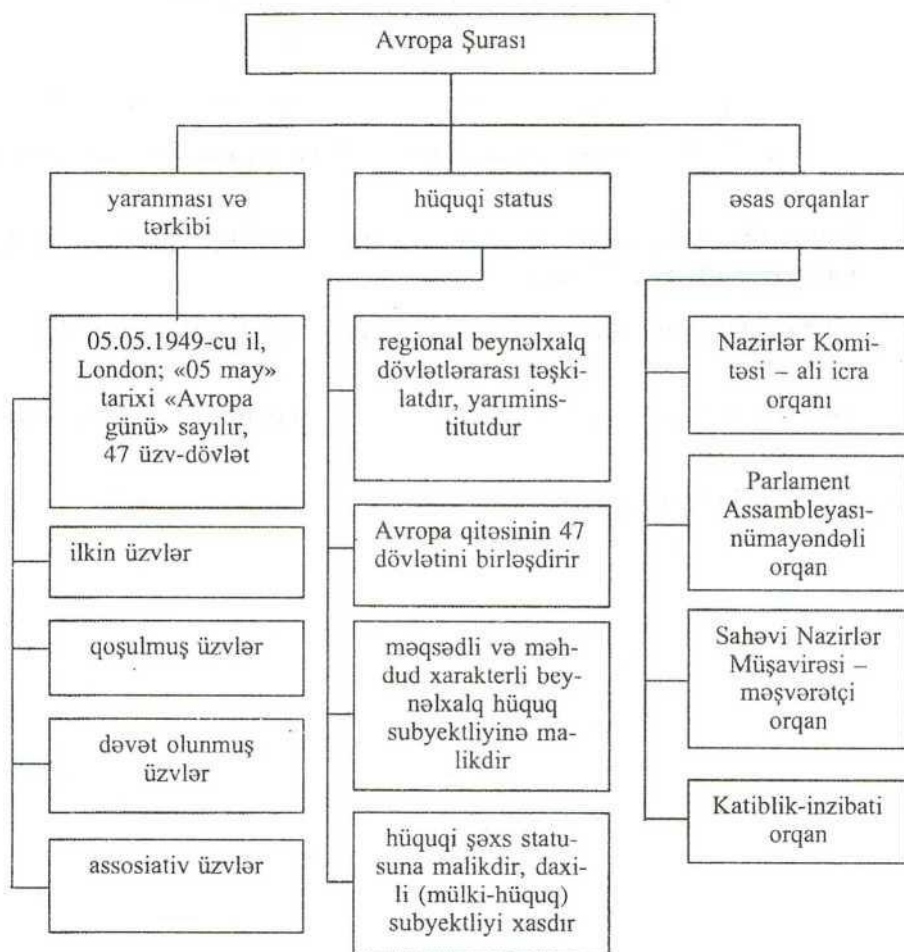 Avropa Şurası
yaranması və
tərkibi
05.05.1949-cu il,
London; «05 may»
tarixi «Avropa
günü» sayılır,
47 üzv-dövlət
ilkin üzvlər
qoşulmuş üzvlər
dəvət olunmuş
üzvlər
assosiativ üzvlər
hüquqi status
regional beynəlxalq
dövlətlərarası təşki-
latdır, yarımins-
titutdur
Avropa qitəsinin 47
dövlətini birləşdirir
məqsədli və məh-
dud xarakterli bey-
nəlxalq hüquq
subyektliyinə ma-
likdir
hüquqi şəxs statu-
suna malikdir, daxi-
li (mülki-hüquq)
subyektliyi xasdır
əsas orqanlar
Nazirlər Komi-
təsi – ali icra
orqanı
Parlament
Assambleyası-
nümayəndəli
orqan
Sahəvi Nazirlər
Müşavirəsi –
məşvərətçi
orqan
Katiblik-inzibati
orqan